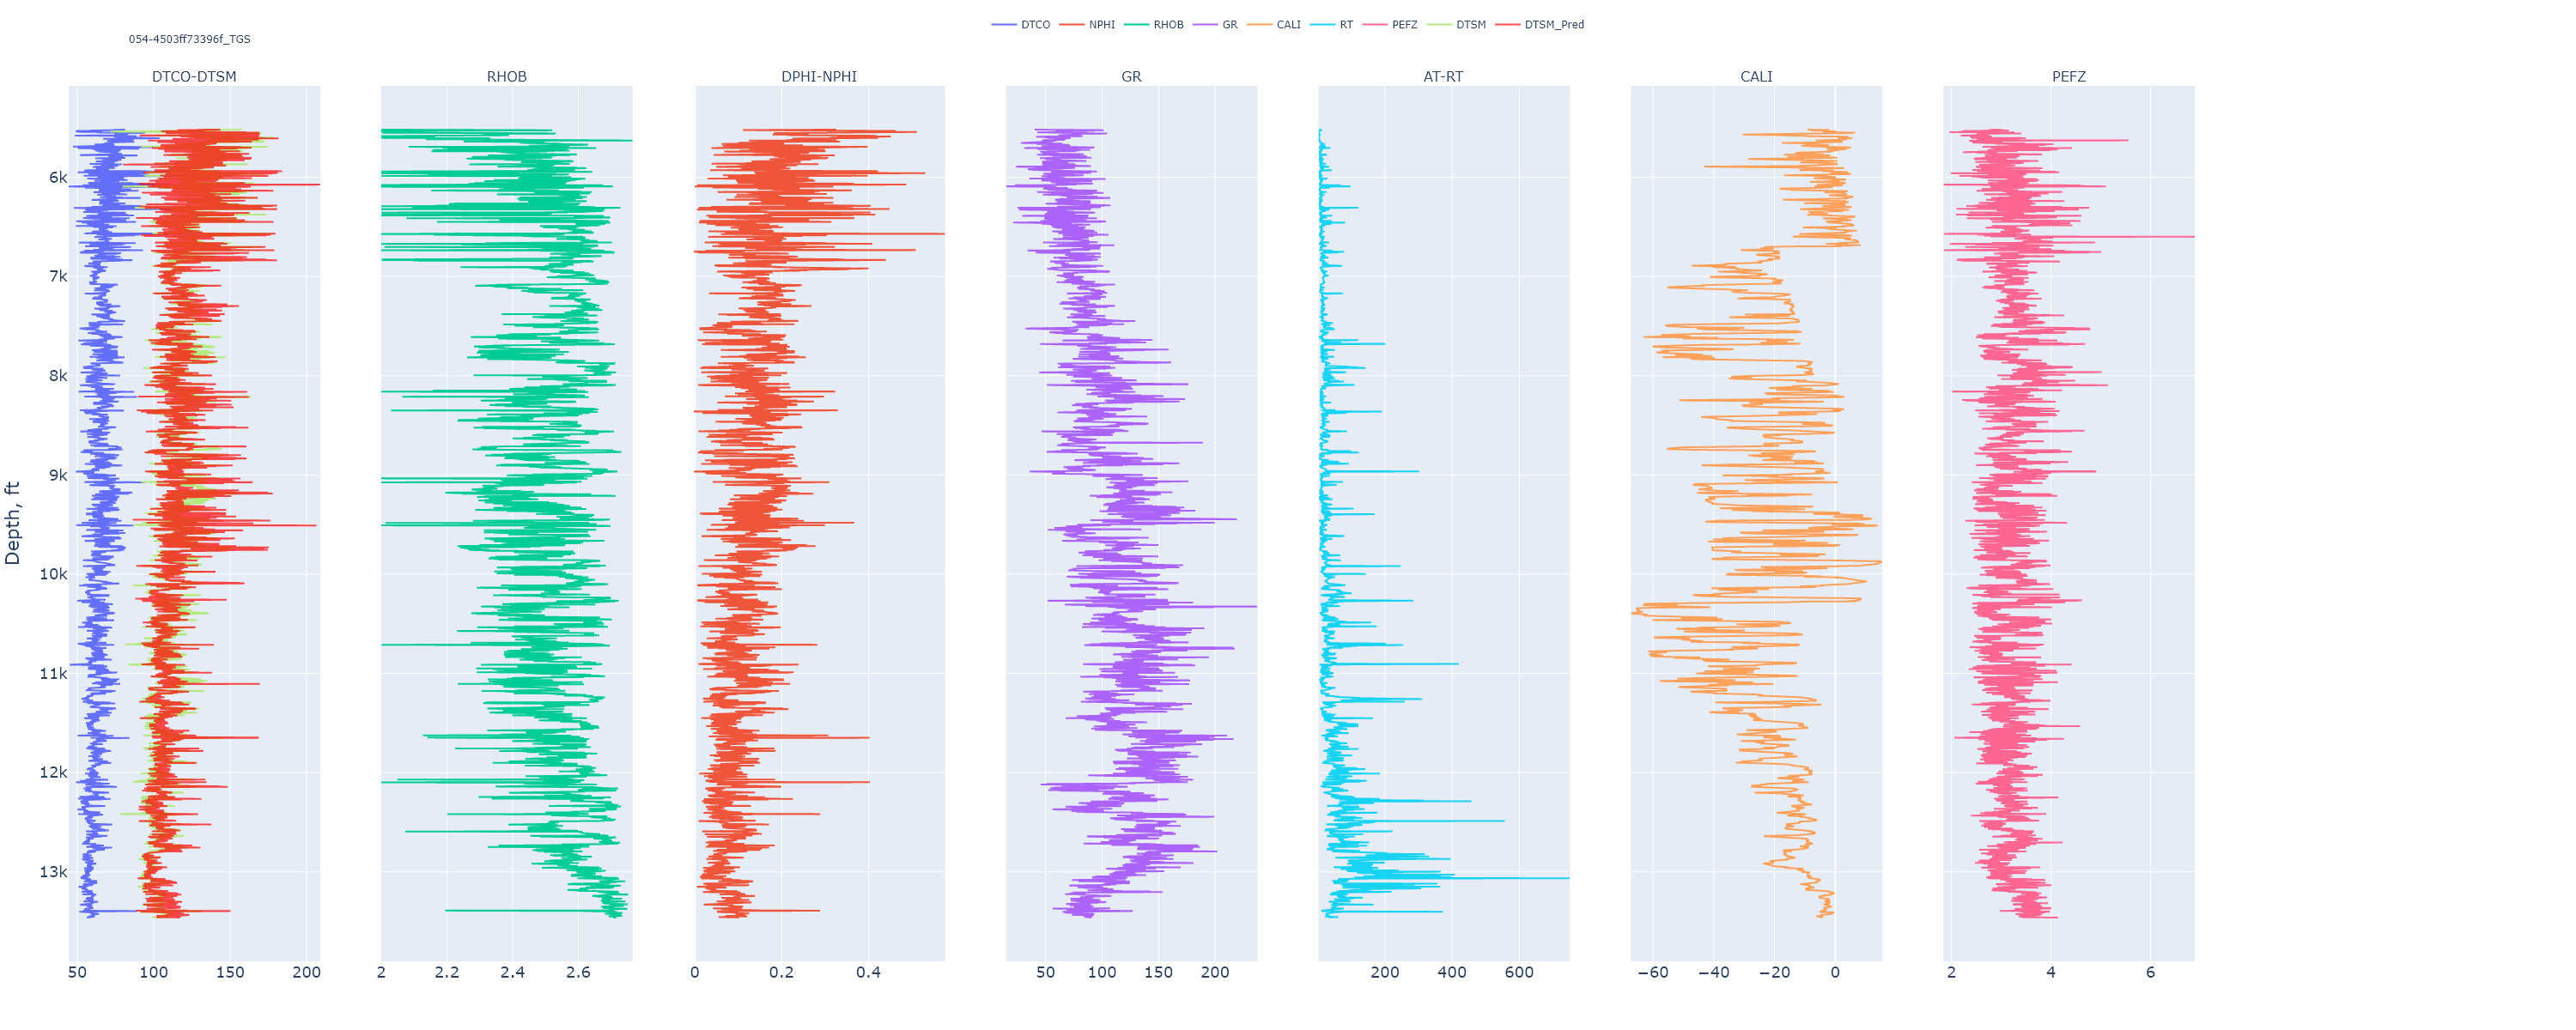 DTCO NPHI RHOB GR CALI RT PEFZ DTSM DTSM_Pred
054-4503ff73396f_TGS
DTCO-DTSM RHOB DPHI-NPHI GR AT-RT CALI PEFZ
Depth, ft
6k
7k
8k
9k
10k
11k
12k
13k
50 100 150 200 2 2.2 2.4 2.6 0 0.2 0.4 50 100 150 200 200 400 600 −60 −40 −20 0 2 4 6